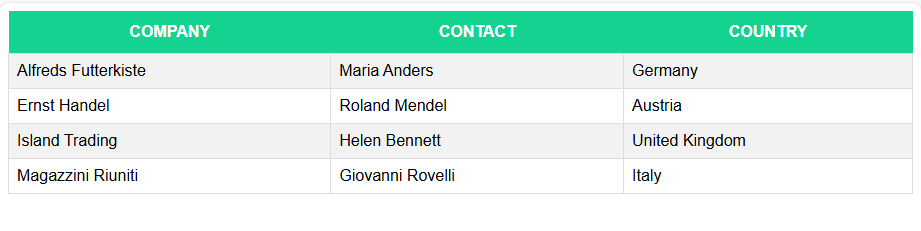 COMPANY CONTACT COUNTRY
Alfreds Futterkiste Maria Anders Germany
Ernst Handel Roland Mendel Austria
Island Trading Helen Bennett United Kingdom
Magazzini Riuniti Giovanni Rovelli Italy